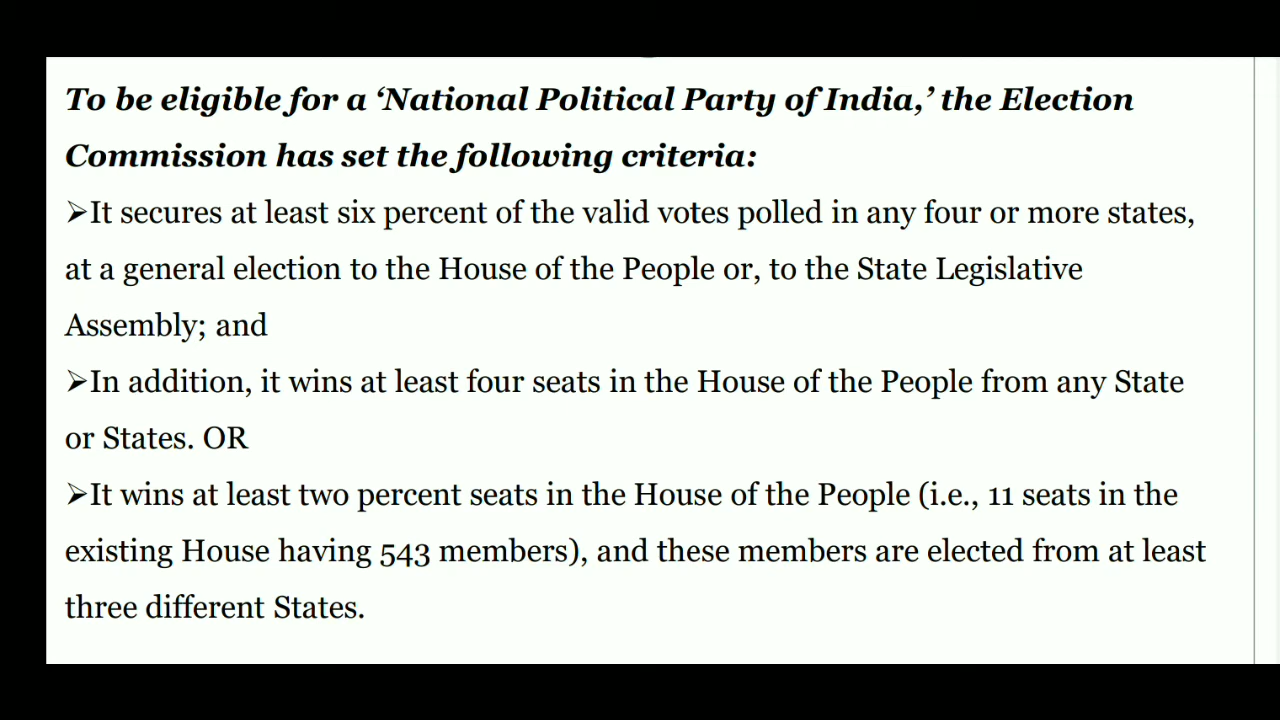 To be eligible for a ‘National Political Party of India,’ the Election
Commission has set the following criteria:
➢It secures at least six percent of the valid votes polled in any four or more states,
at a general election to the House of the People or, to the State Legislative
Assembly; and
➢In addition, it wins at least four seats in the House of the People from any State
or States. OR
➢It wins at least two percent seats in the House of the People (i.e., 11 seats in the
existing House having 543 members), and these members are elected from at least
three different States.